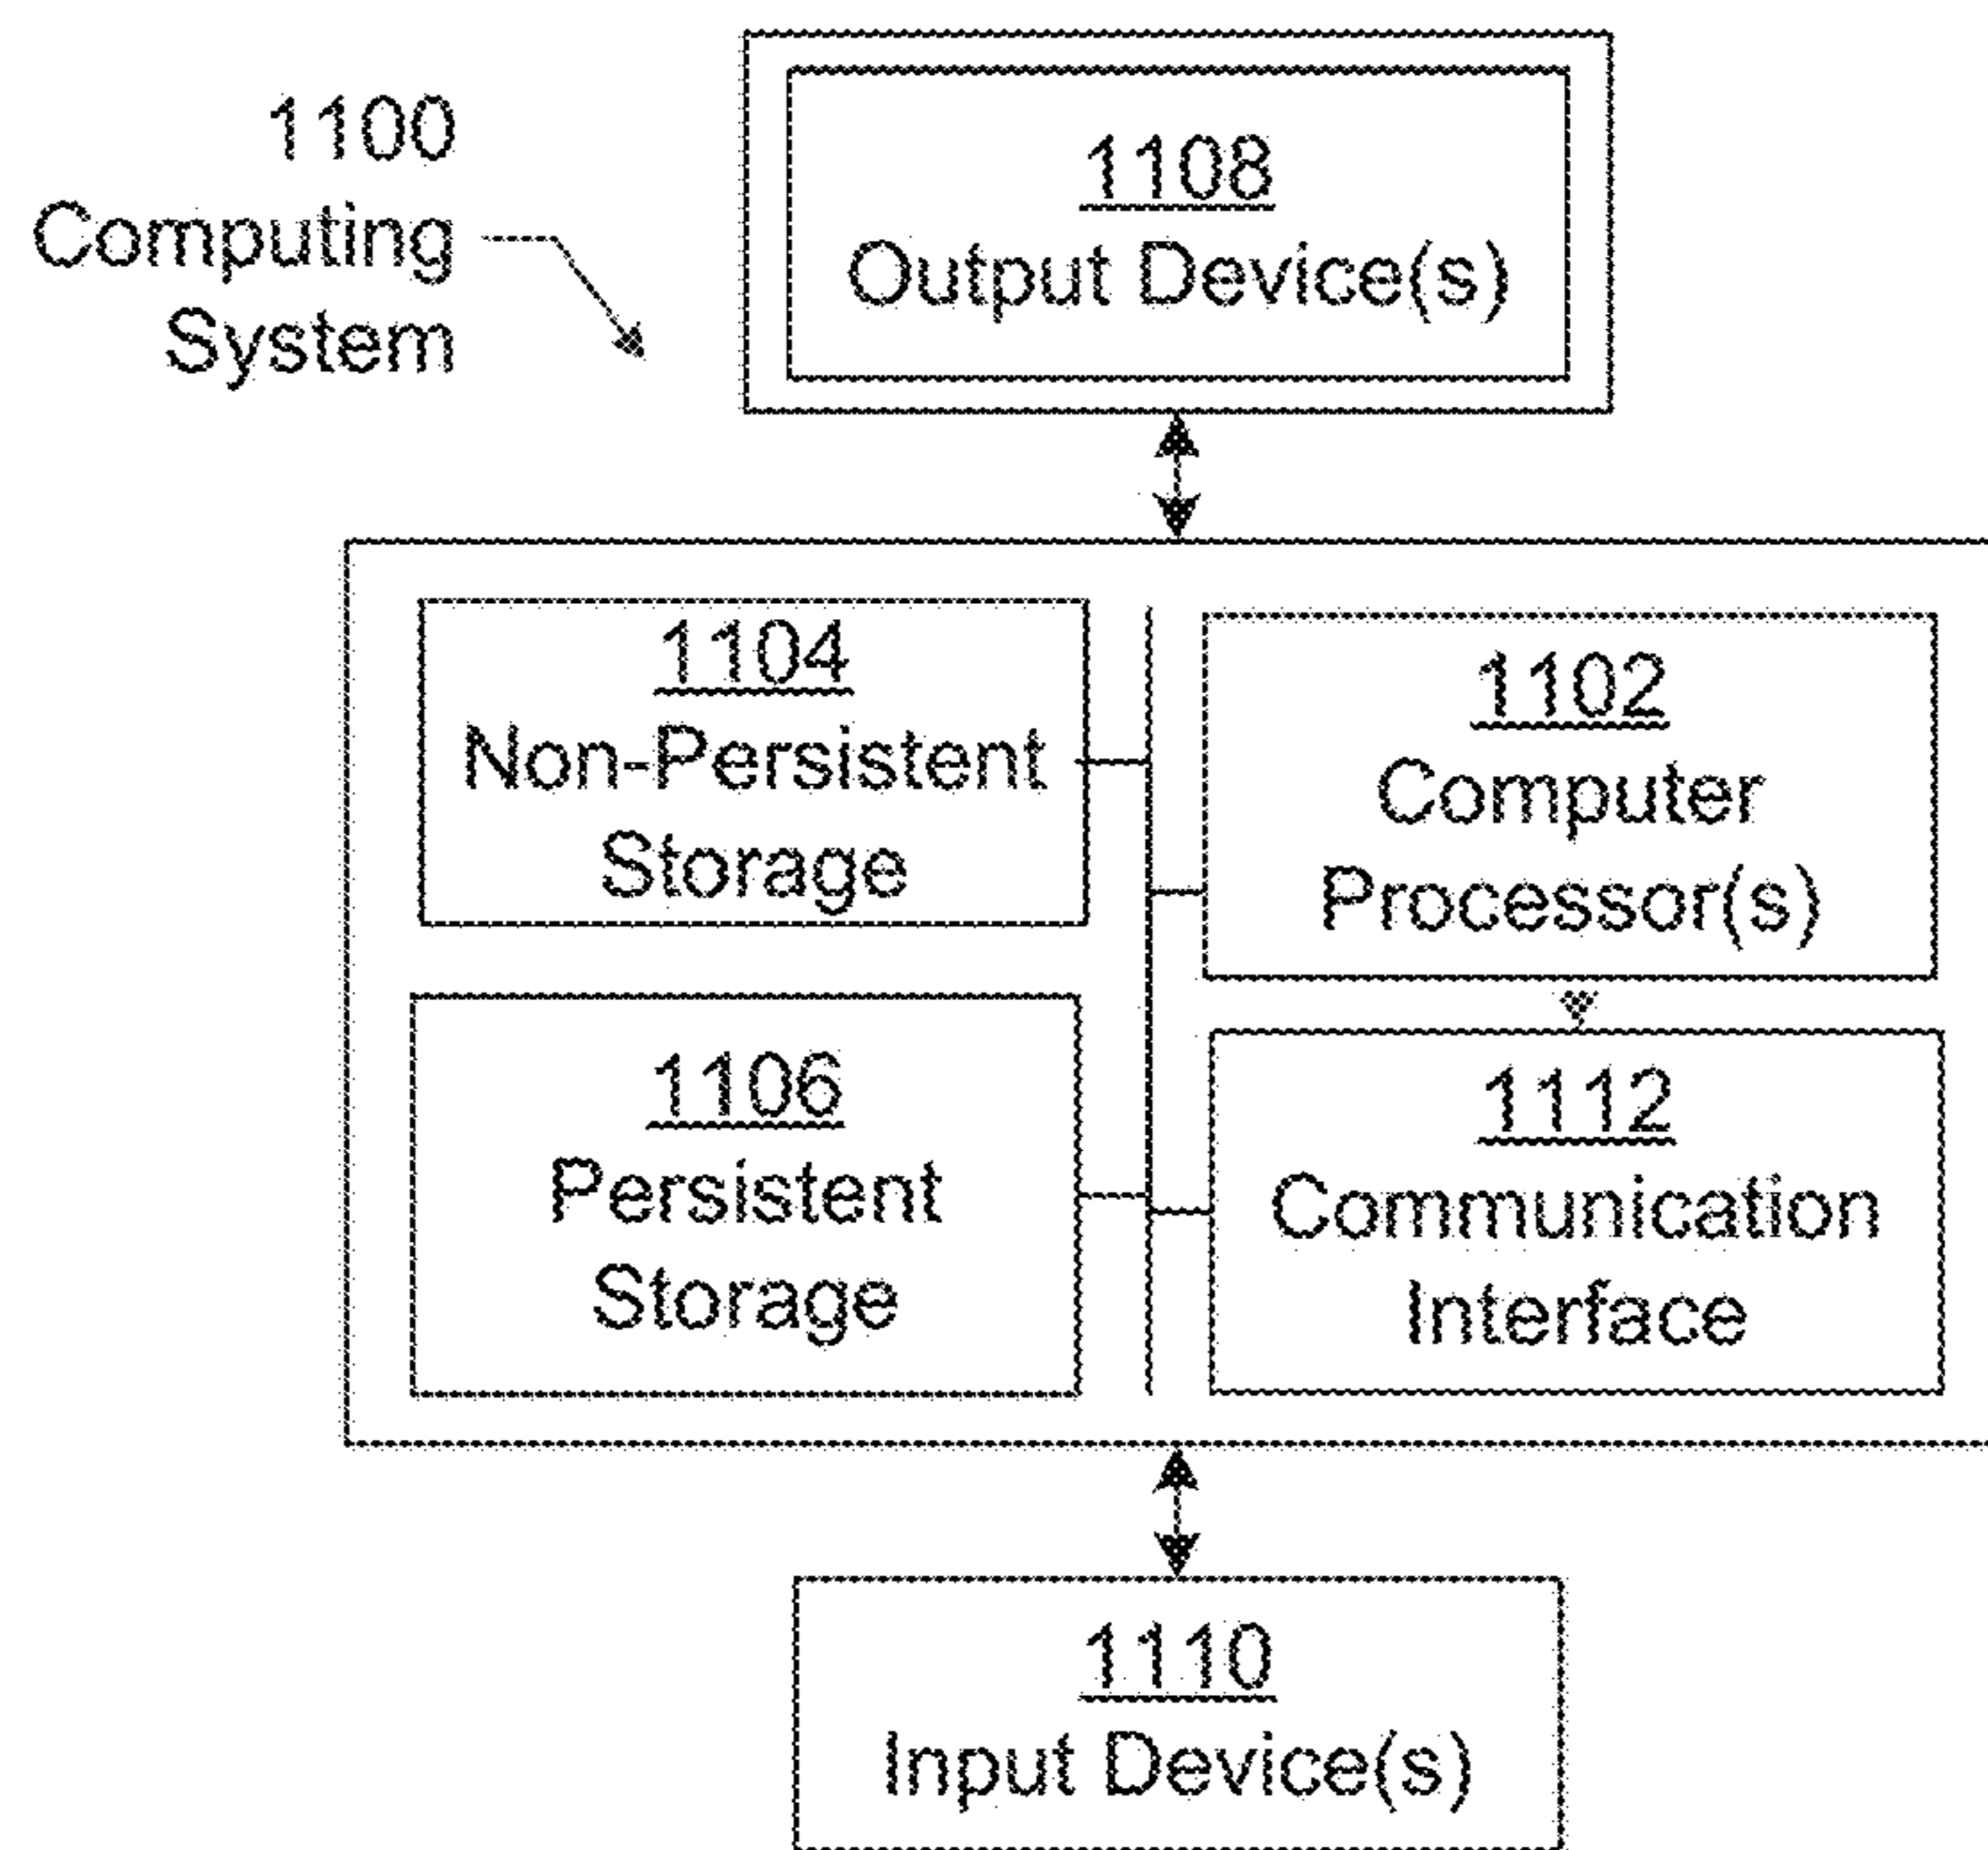 1100
Computing
System
1108
Output Device(s)
1104
Non-Persistent
Storage
1102
Computer
Processor(s)
1106
Persistent
Storage
1112
Communication
Interface
1110
Input Device(s)